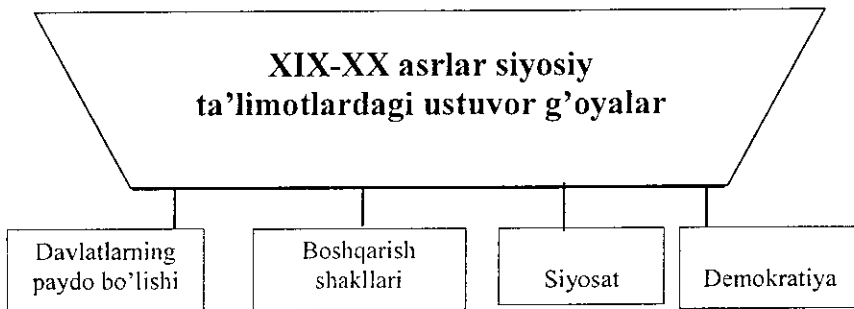 XIX-XX asrlar siyosiy
ta’limotlardagi ustuvor g’oyalar
Davlatlarning
paydo bo’lishi
Boshqarish
shakllari
Siyosat
Demokratiya